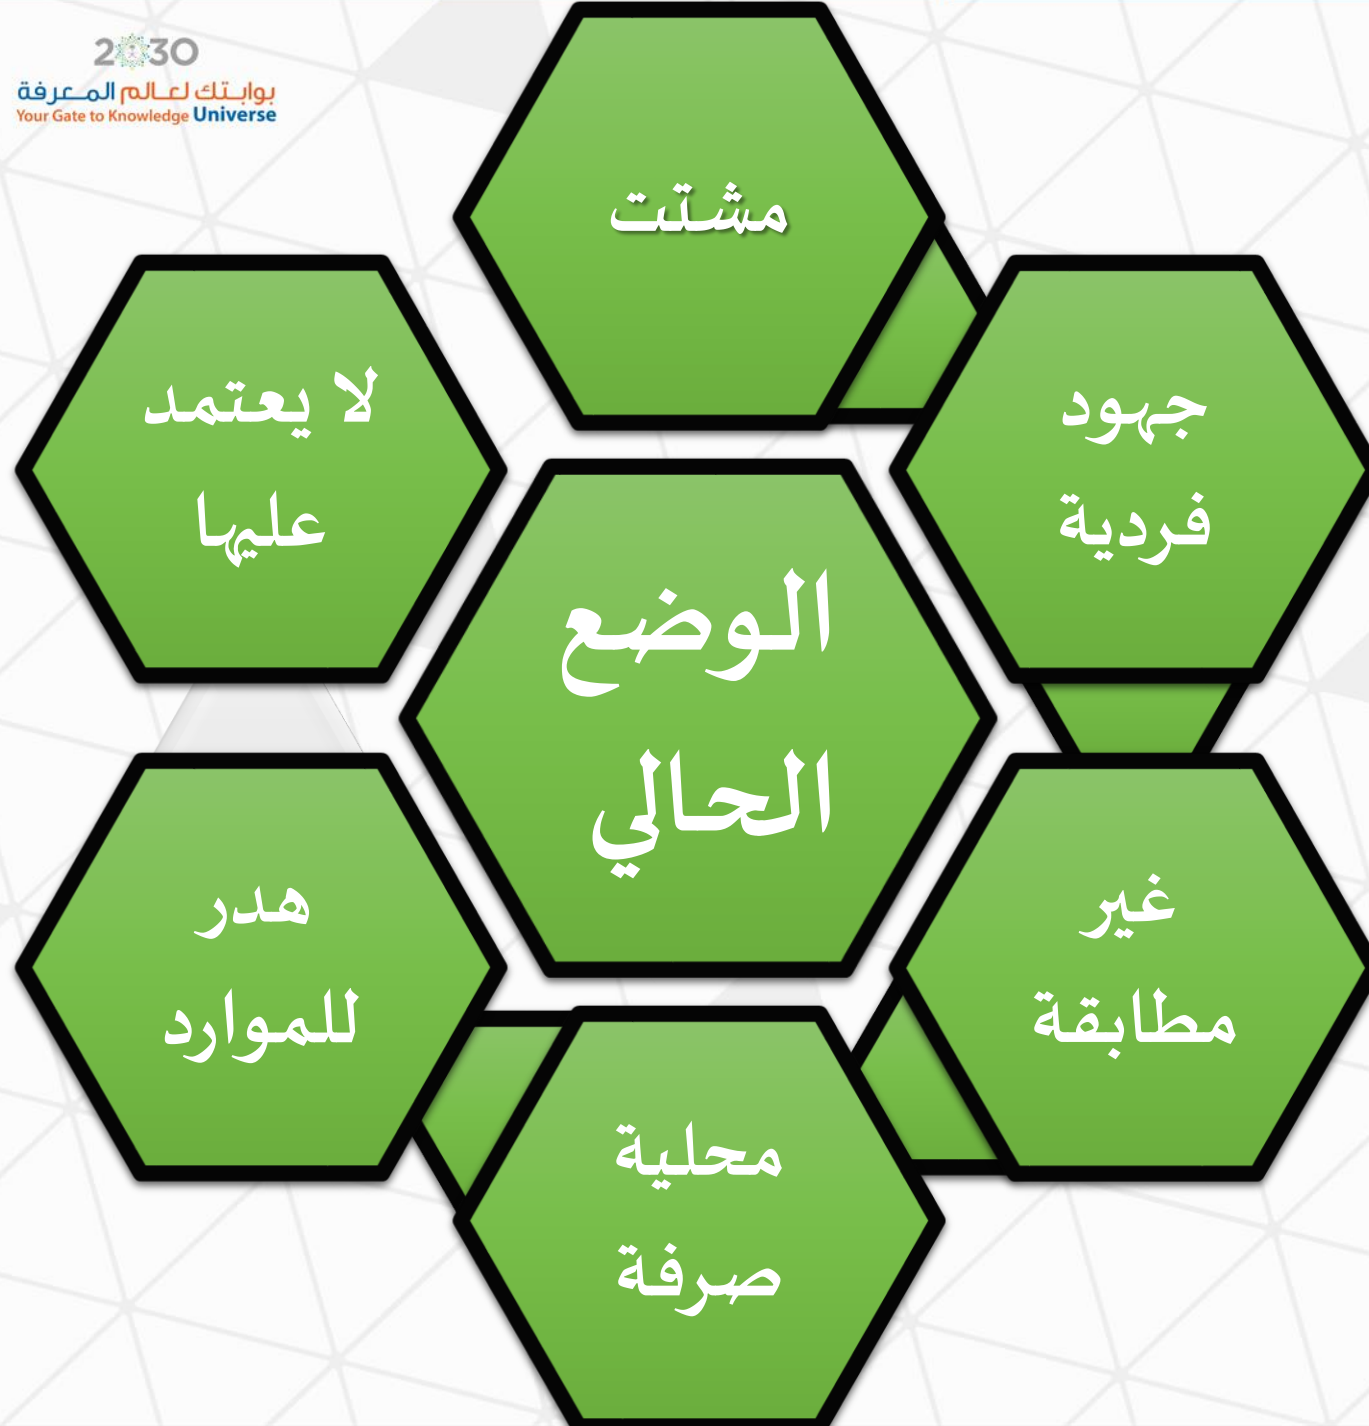 2030
بوابتك لعالم المعرفة
Your Gate to Knowledge Universe
مشتت
جهود
فردية
غير
مطابقة
محلية
صرفة
هدر
للموارد
لا يعتمد
عليها
الوضع
الحالي